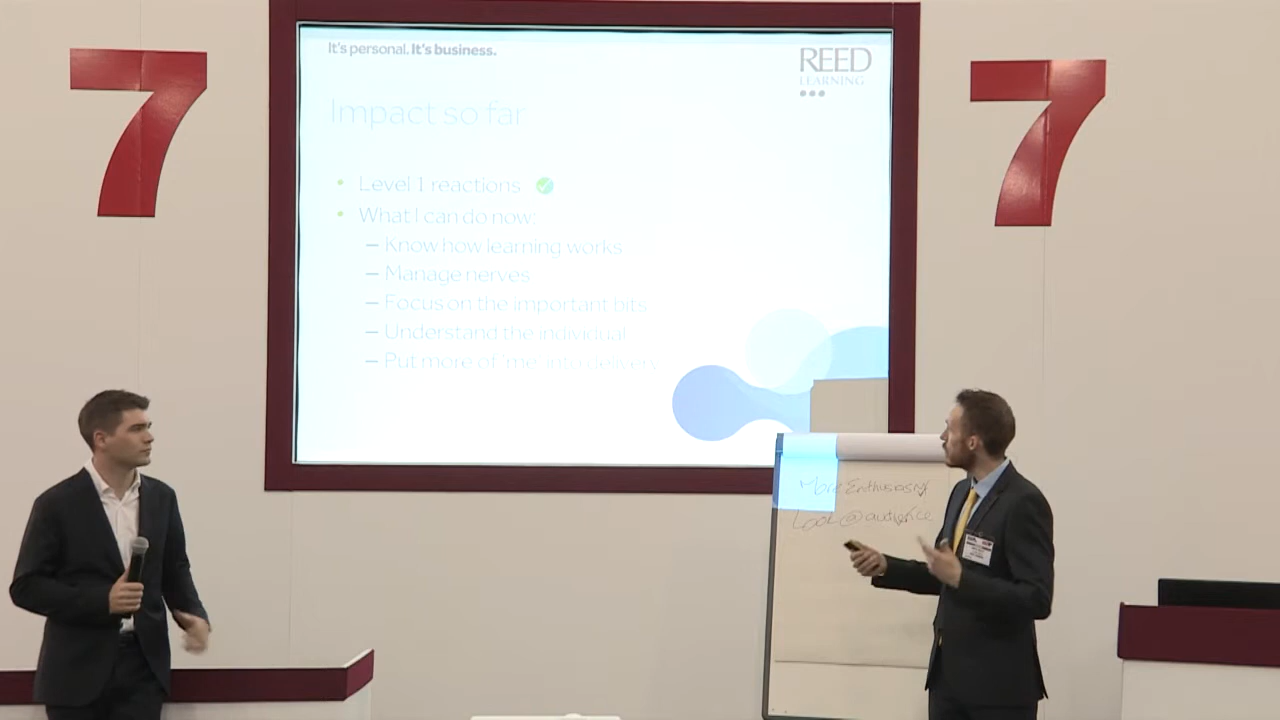 7
7
It's personal. It's business.
REED
LEARNING
Impact so far
• Level 1 reactions
• What I can do now:
– Know how learning works
– Manage nerves
– Focus on the important bits
– Understand the individual
– Put more of 'me' into delivery
More Enthusiasm
Look @ audience